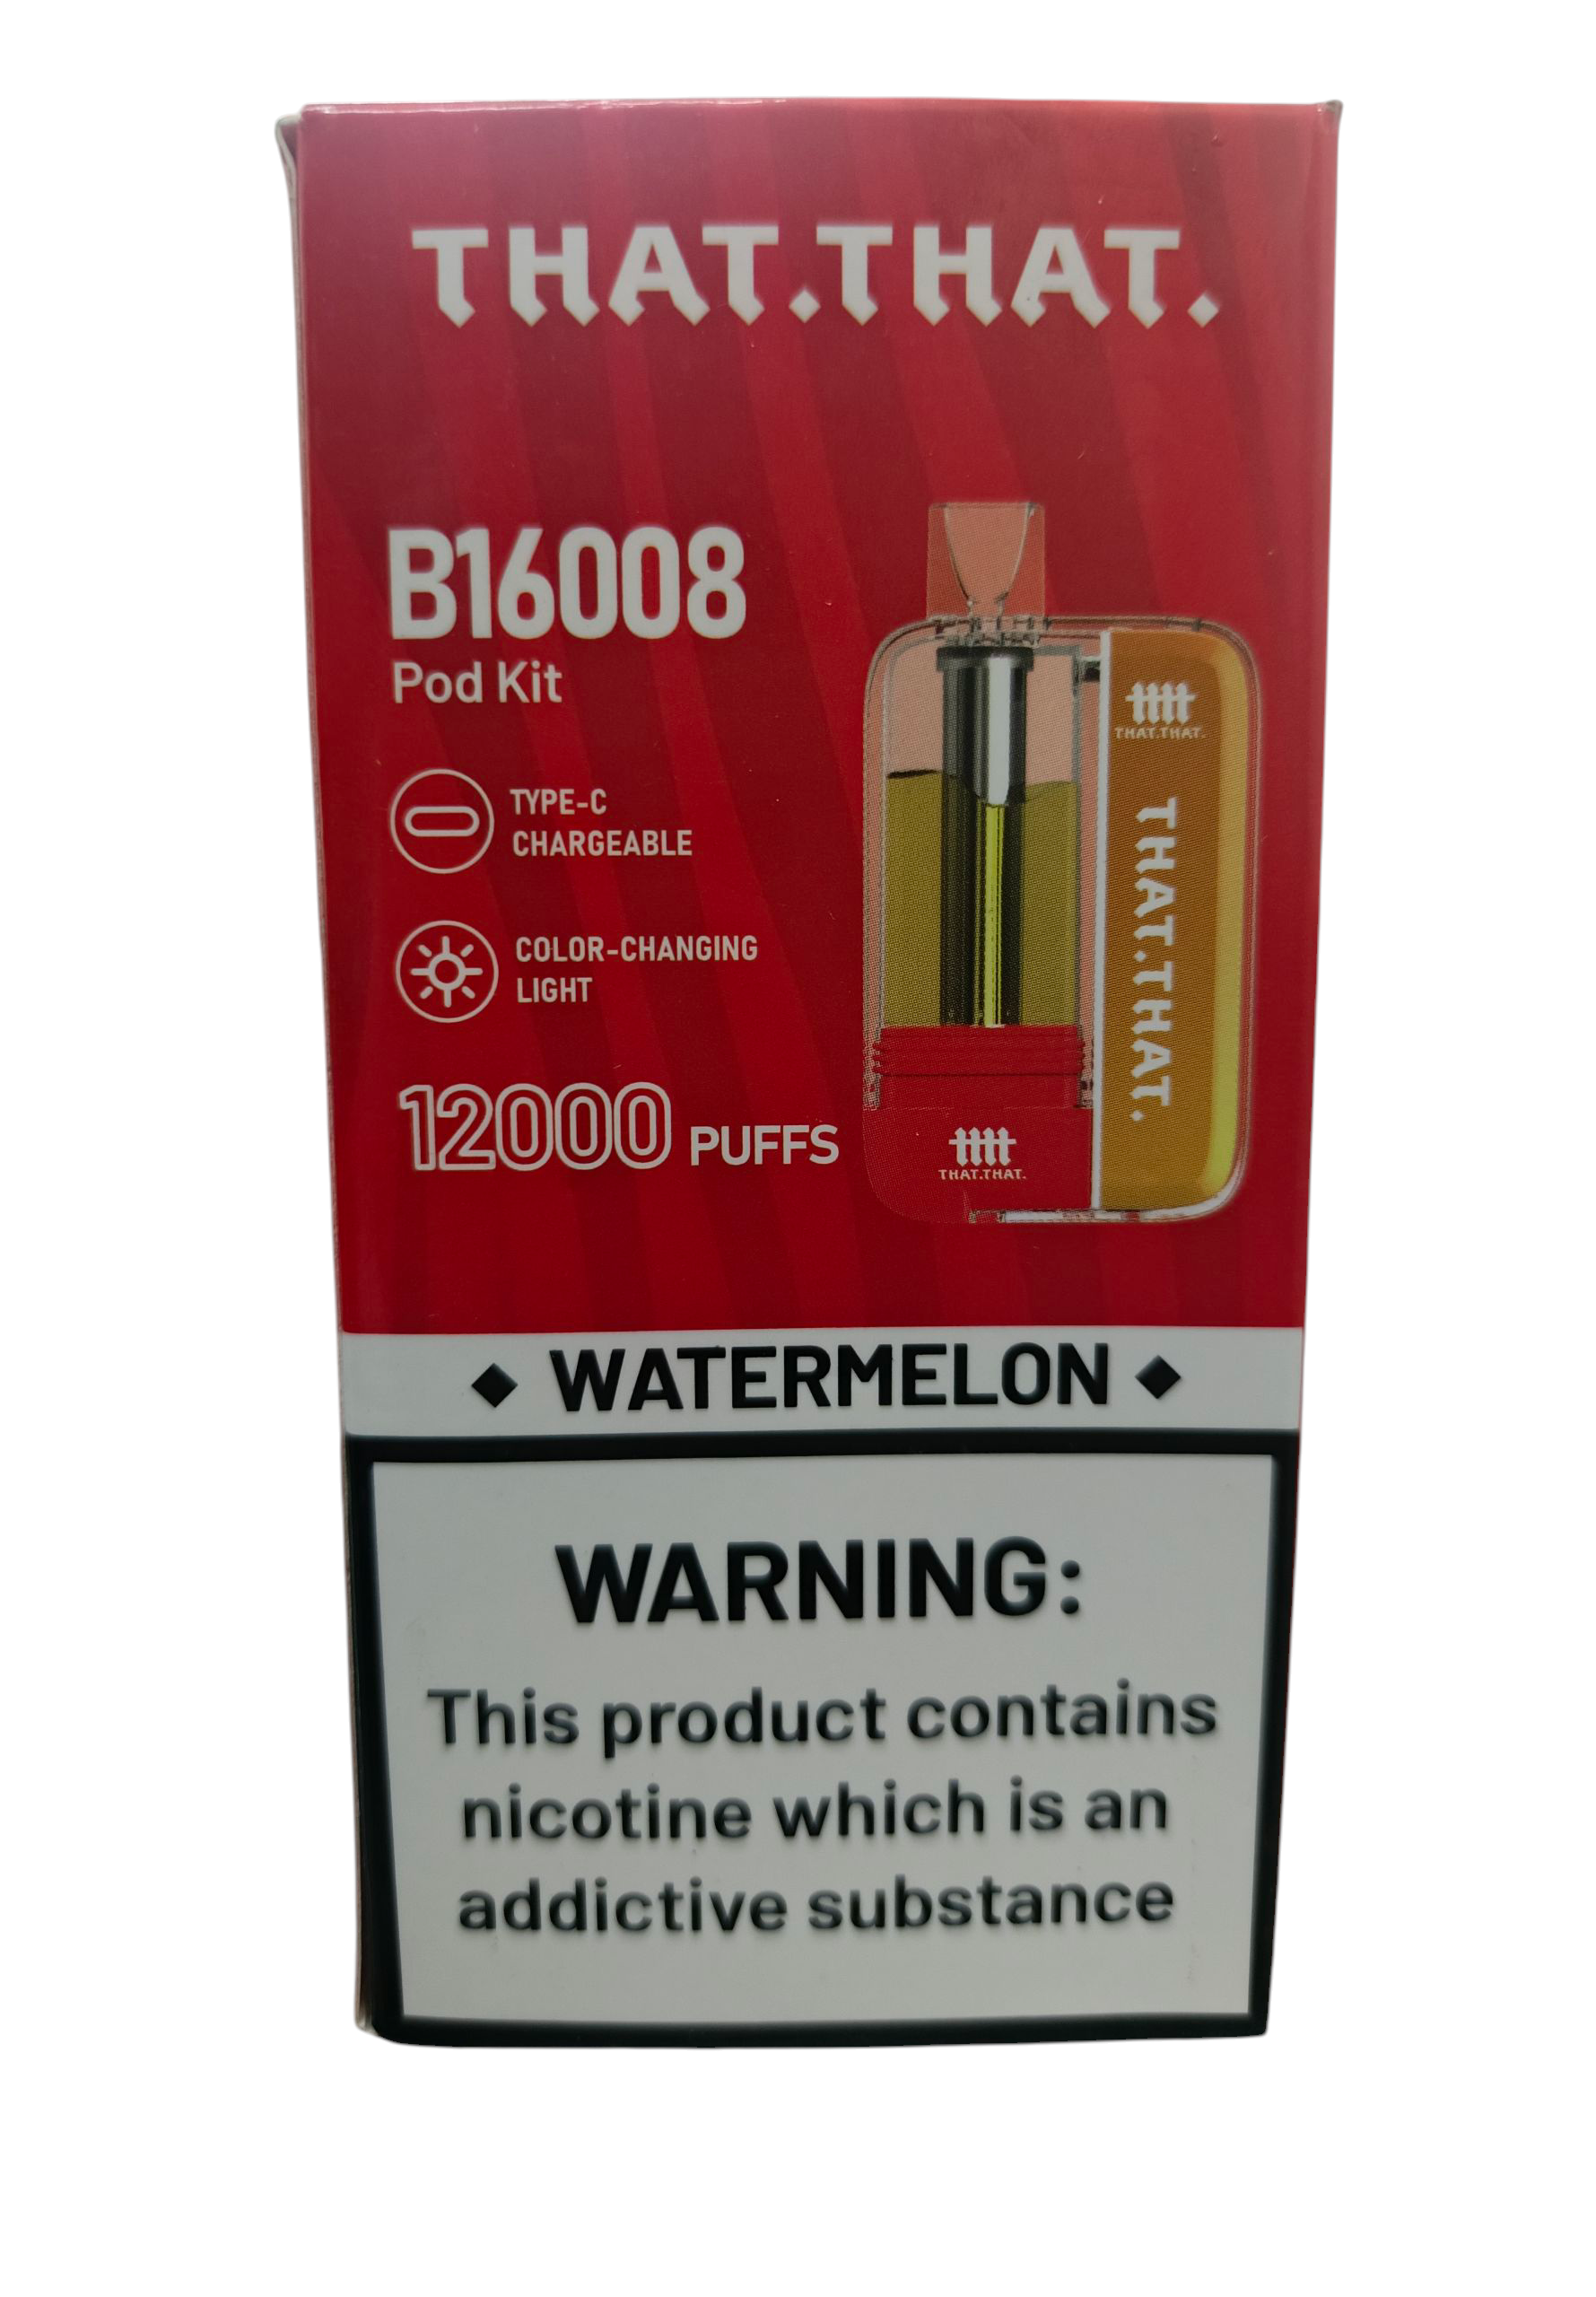 THAT.THAT.
B16008
Pod Kit
TYPE-C
CHARGEABLE
COLOR-CHANGING
LIGHT
12000 PUFFS
THAT.THAT.
THAT.THAT.
THAT.THAT.
WATERMELON
WARNING:
This product contains
nicotine which is an
addictive substance